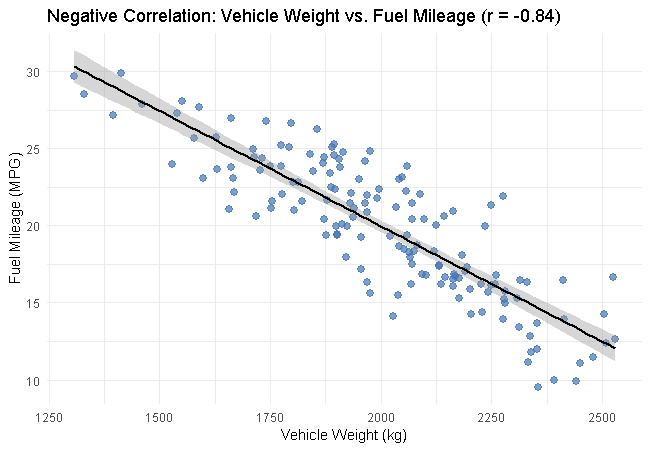 Negative Correlation: Vehicle Weight vs. Fuel Mileage (r = -0.84)
Fuel Mileage (MPG)
30
25
20
15
10
1250 1500 1750 2000 2250 2500
Vehicle Weight (kg)